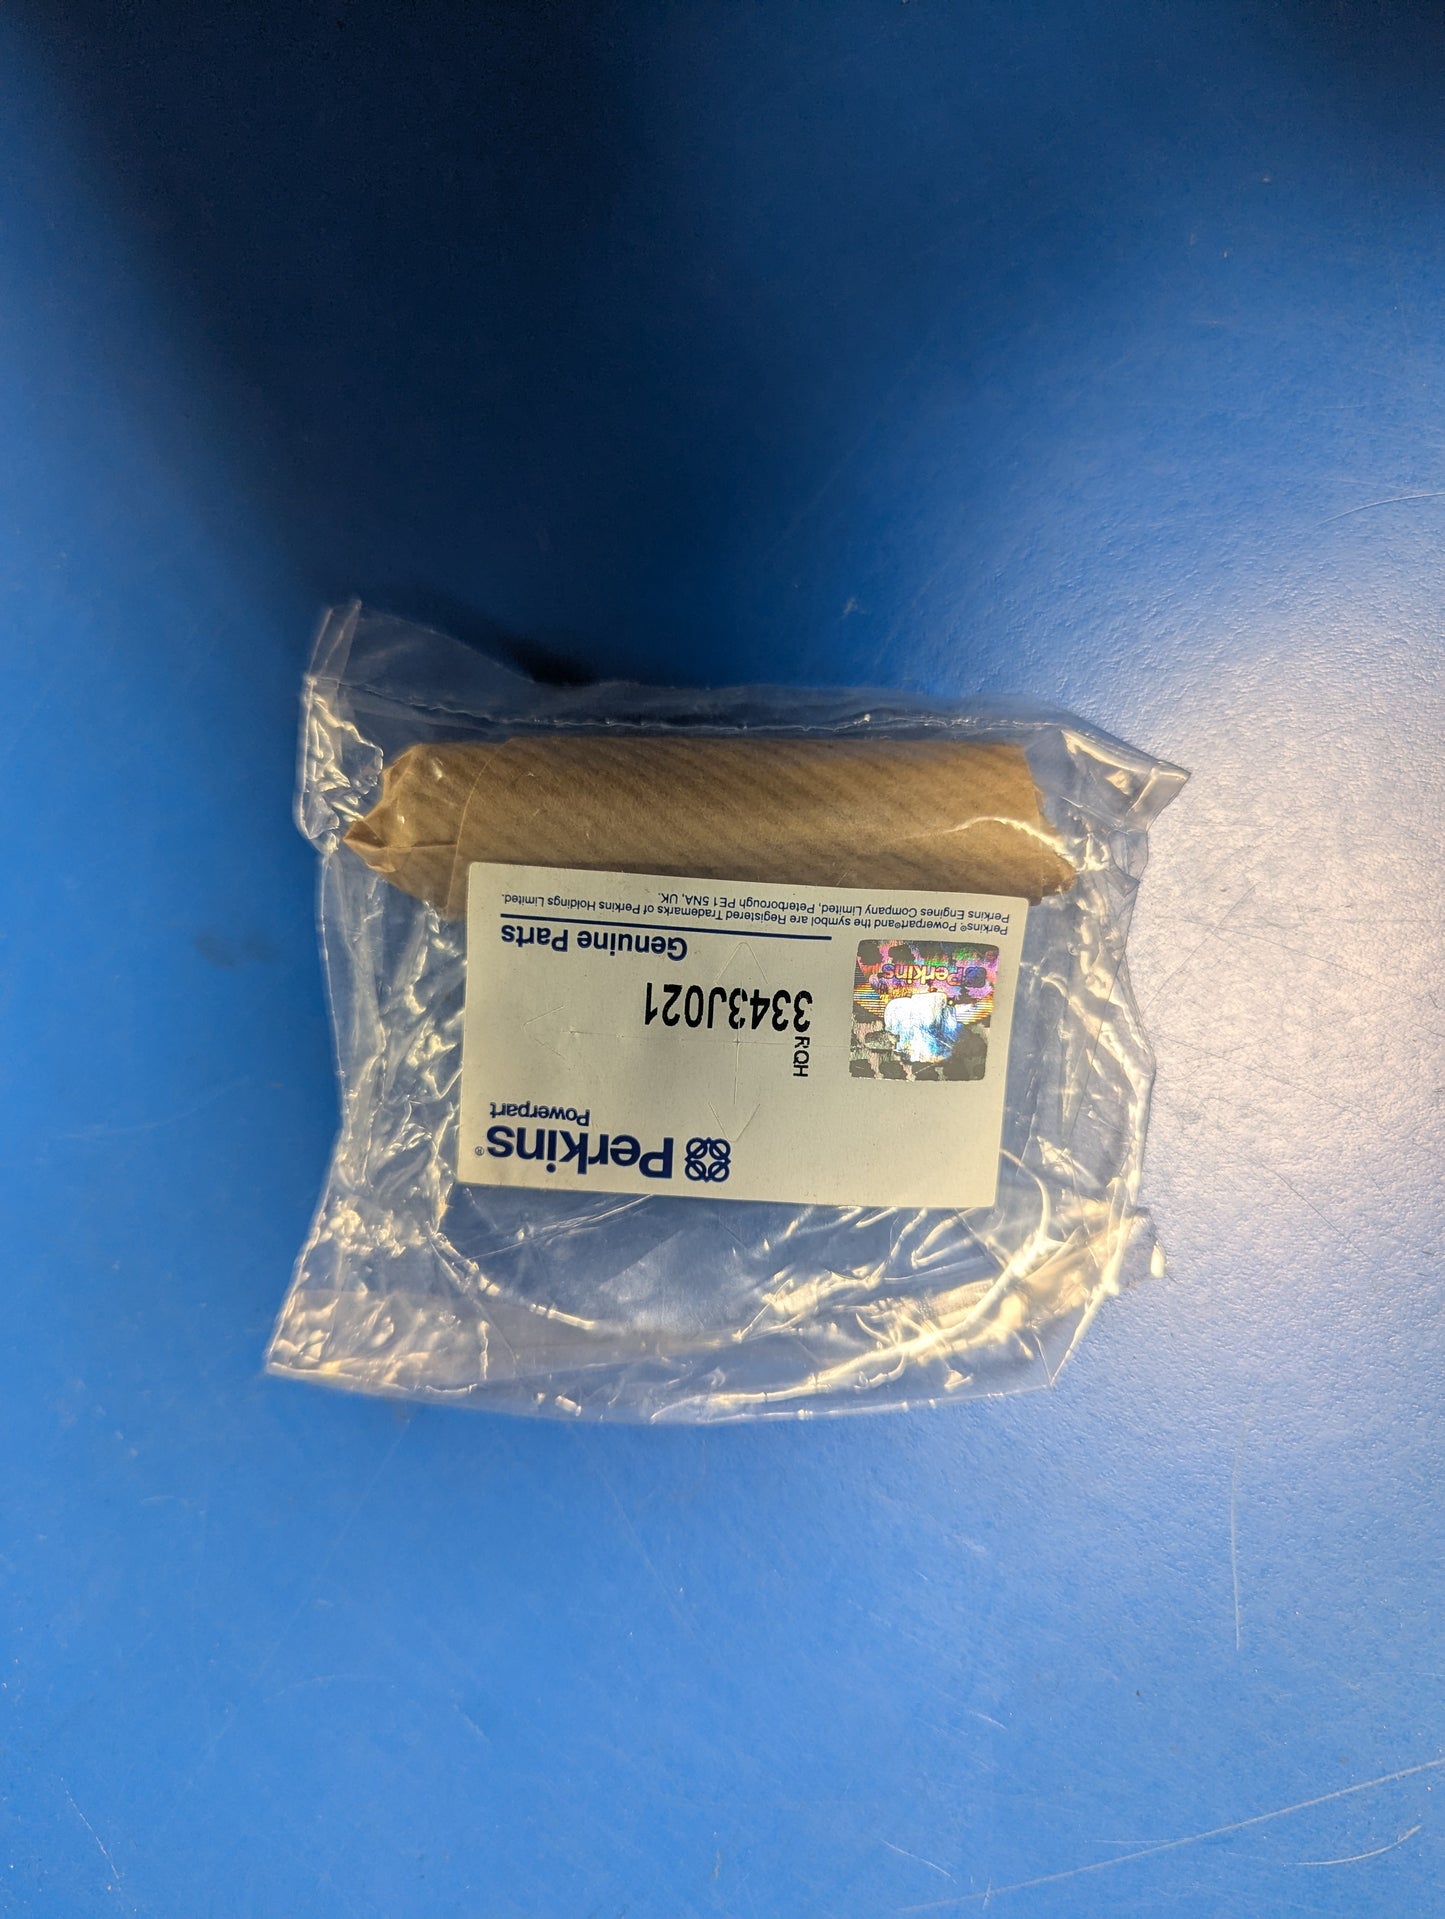 Perkins®
Powerpart
RQH
3343J021
Genuine Parts
Perkins
Perkins® Powerpart®and the symbol are Registered Trademarks of Perkins Holdings Limited.
Perkins Engines Company Limited, Peterborough PE1 5NA, UK.